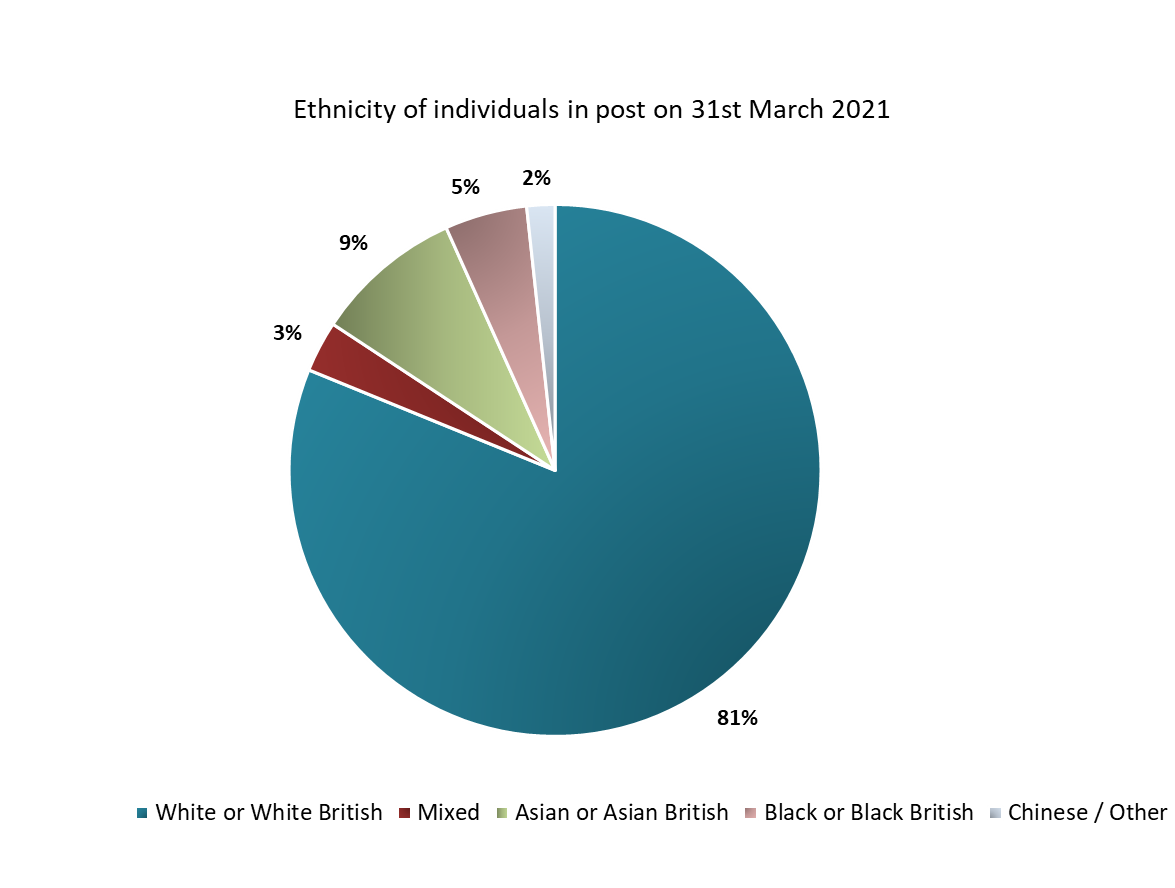 Ethnicity of individuals in post on 31st March 2021
2%
5%
9%
3%
81%
White or White British Mixed Asian or Asian British Black or Black British Chinese / Other